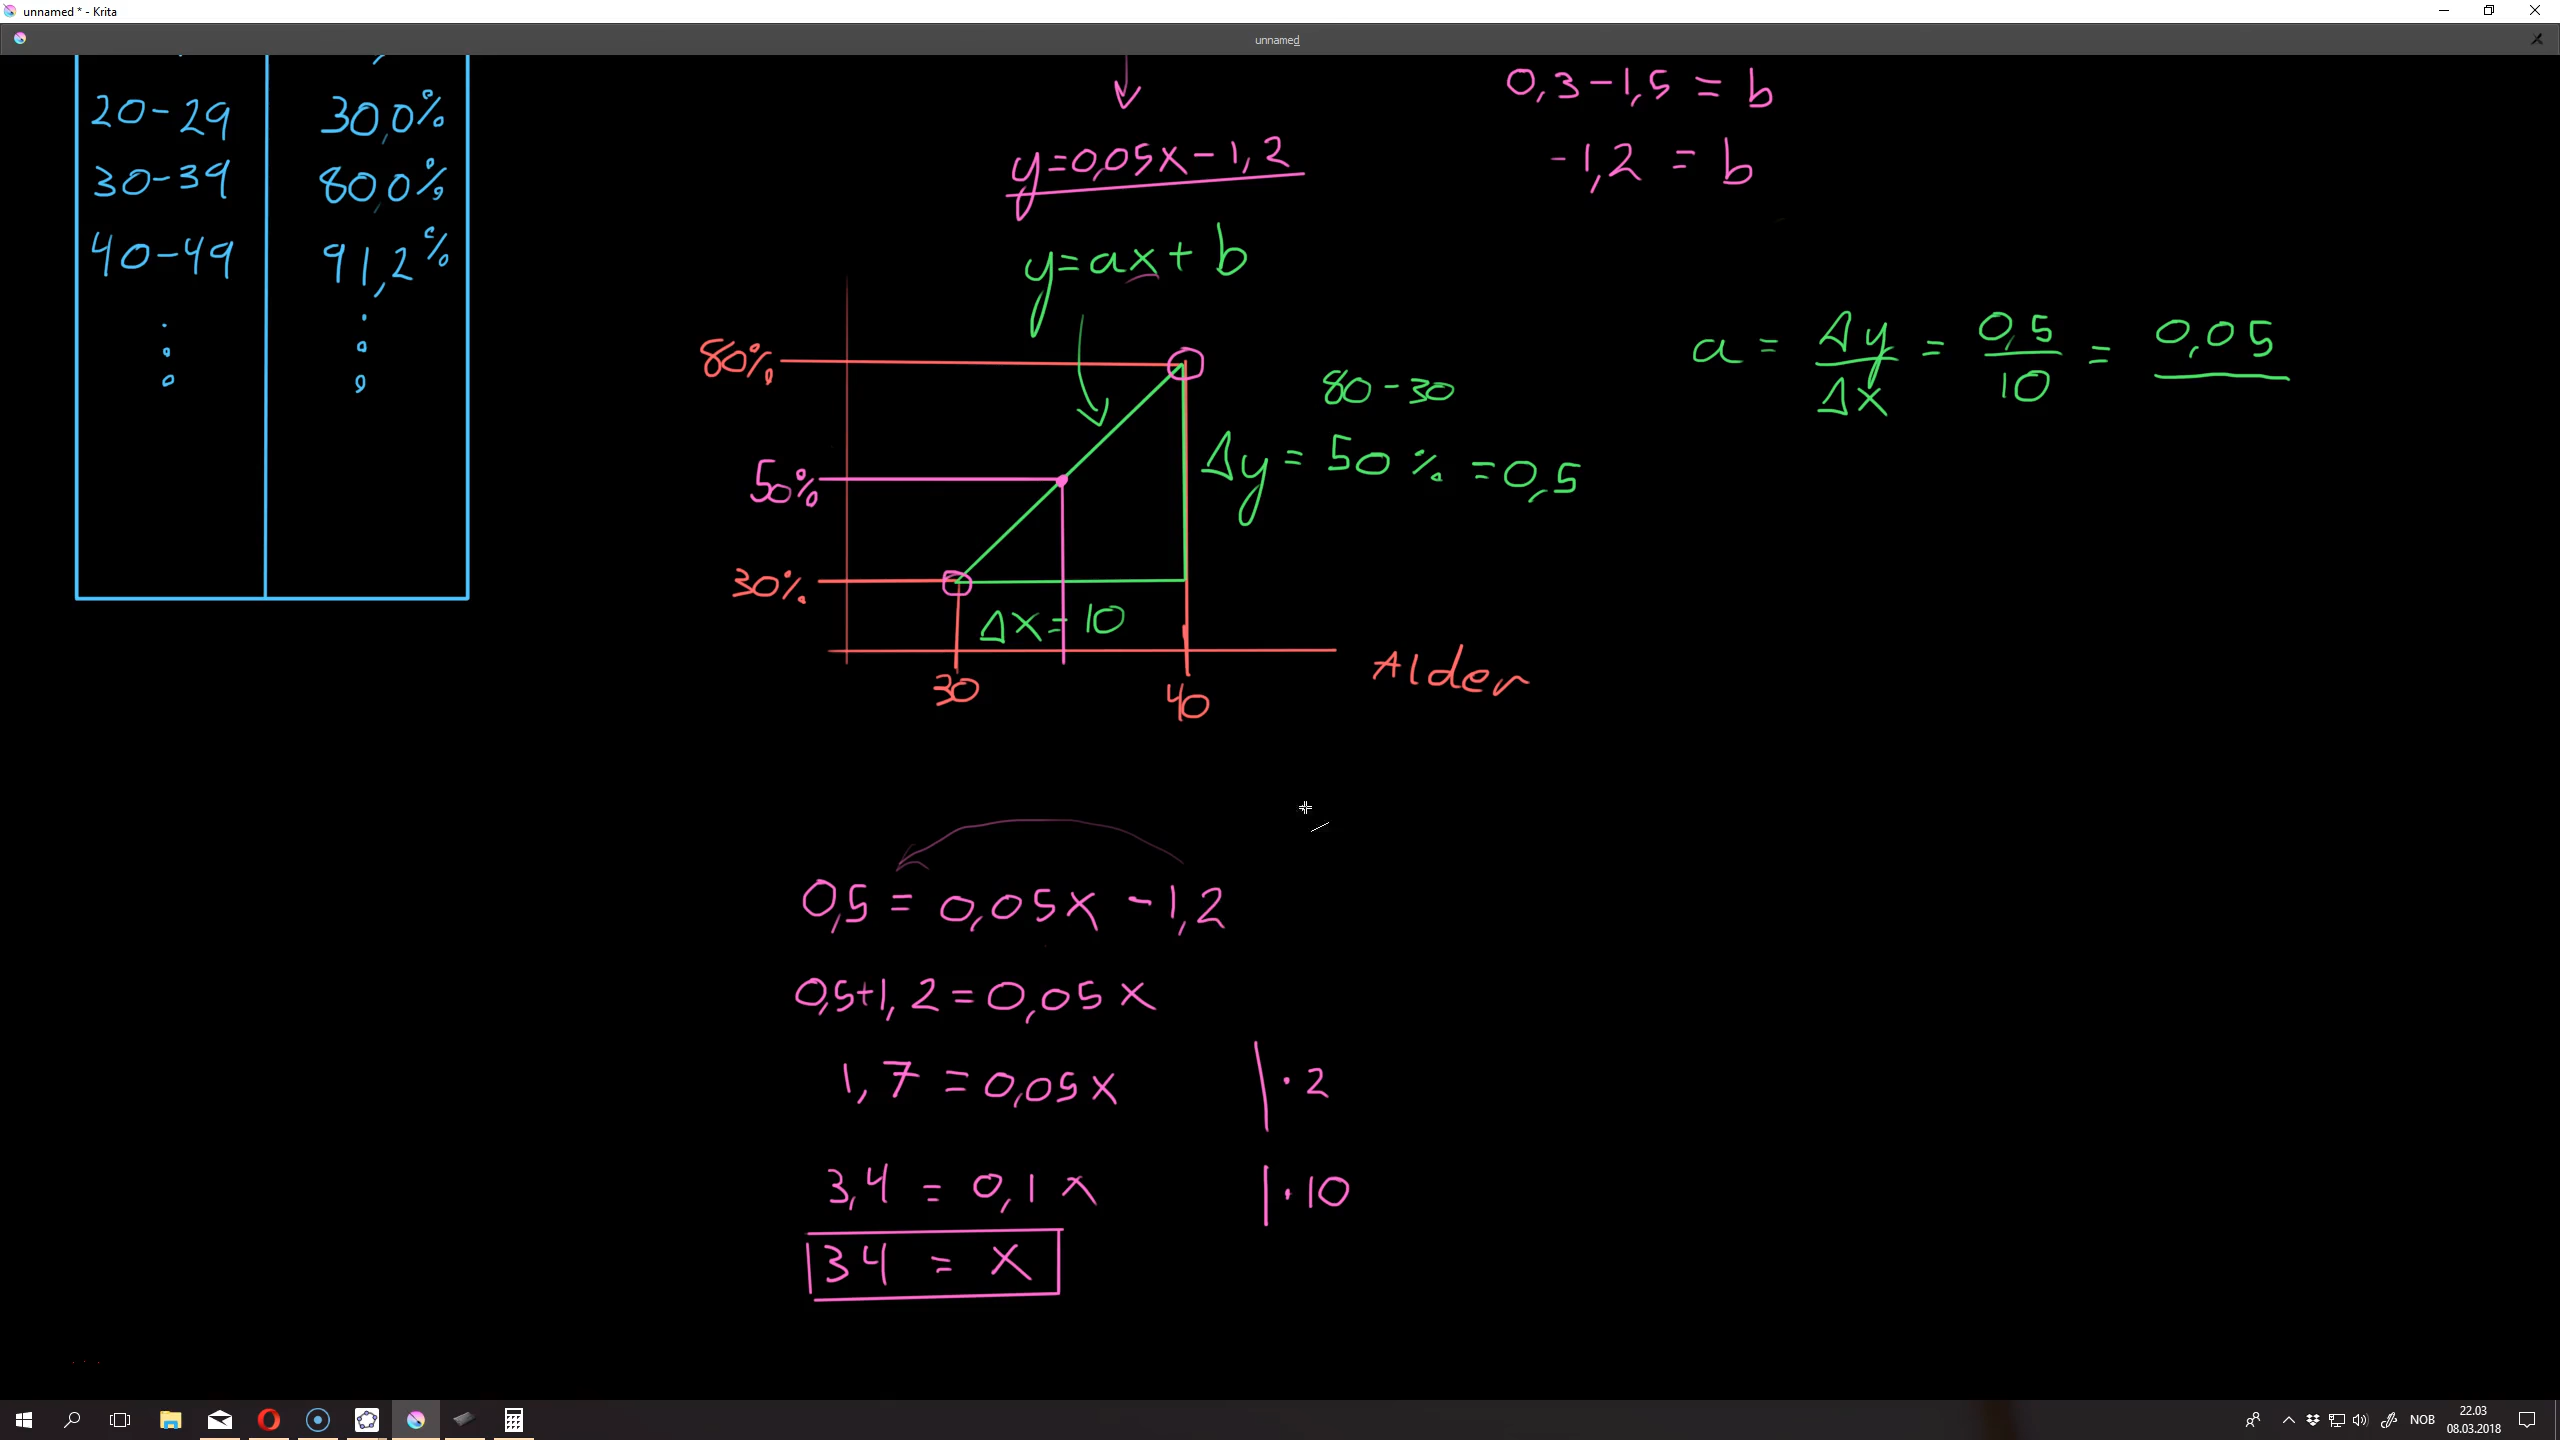 unnamed * - Krita
unnamed
20-29 30,0%
30-39 80,0%
40-49 91,2%
y=0,05x-1,2
y=ax+b
0,3-1,5 = b
-1,2 = b
80%
50%
30%
80-30
Δy = 50% = 0,5
Δx = 10
30
40
Alder
a = Δy/Δx = 0,5/10 = 0,05
0,5 = 0,05x -1,2
0,5+1,2=0,05x
1,7 = 0,05x |·2
3,4 = 0,1x |·10
34 = x
NOB
22.03
08.03.2018